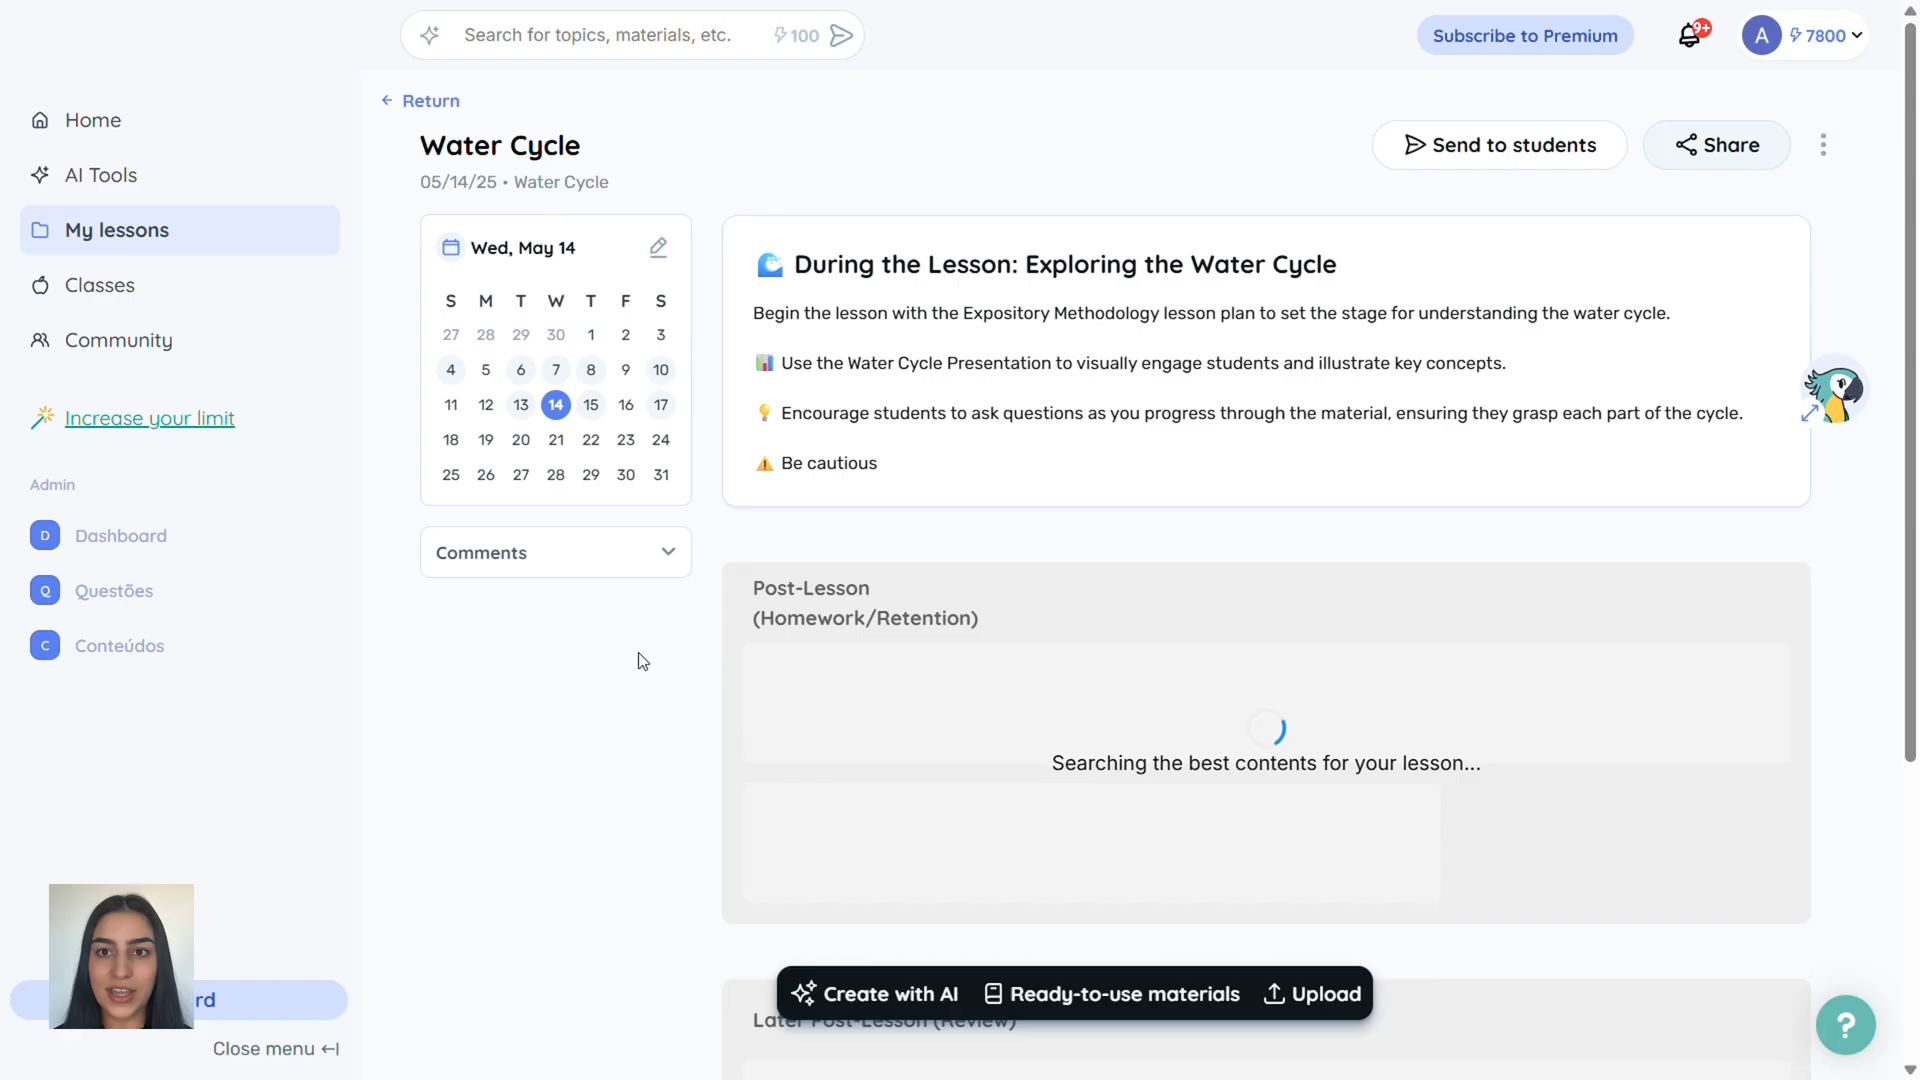 Search for topics, materials, etc.
100
Subscribe to Premium
9+
A
7800
Home
AI Tools
My lessons
Classes
Community
Increase your limit
Admin
D
Dashboard
Q
Questões
C
Conteúdos
rd
Close menu
Return
Water Cycle
05/14/25 • Water Cycle
Send to students
Share
Wed, May 14
S M T W T F S
27 28 29 30 1 2 3
4 5 6 7 8 9 10
11 12 13 14 15 16 17
18 19 20 21 22 23 24
25 26 27 28 29 30 31
Comments
During the Lesson: Exploring the Water Cycle
Begin the lesson with the Expository Methodology lesson plan to set the stage for understanding the water cycle.
Use the Water Cycle Presentation to visually engage students and illustrate key concepts.
Encourage students to ask questions as you progress through the material, ensuring they grasp each part of the cycle.
Be cautious
Post-Lesson
(Homework/Retention)
Searching the best contents for your lesson...
Create with AI
Ready-to-use materials
Upload
Later Post-Lesson (Review)
?